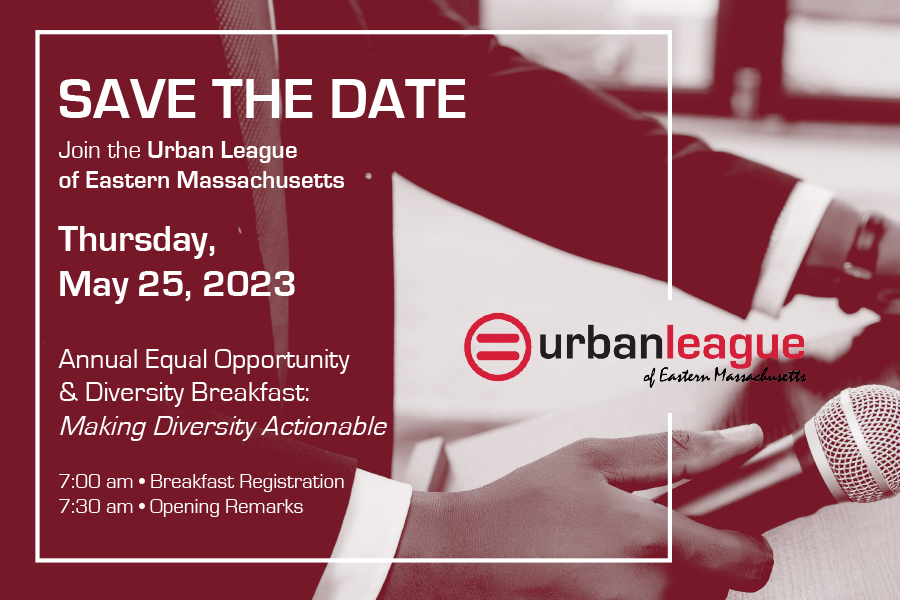 SAVE THE DATE
Join the Urban League
of Eastern Massachusetts
Thursday,
May 25, 2023
Annual Equal Opportunity
& Diversity Breakfast:
Making Diversity Actionable
7:00 am • Breakfast Registration
7:30 am • Opening Remarks
urbanleague
of Eastern Massachusetts